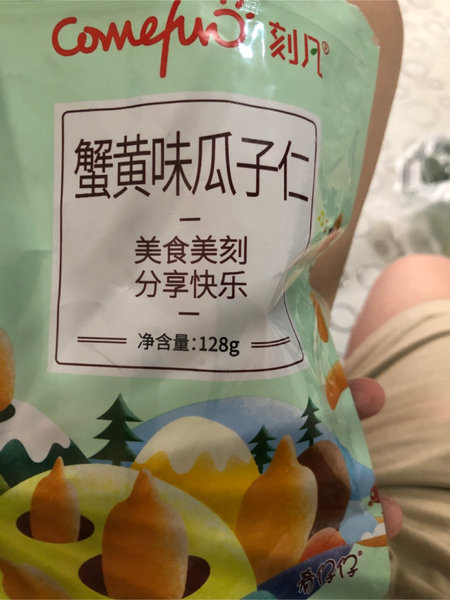 Comefun 刻凡®
蟹黄味瓜子仁
美食美刻
分享快乐
净含量:128g